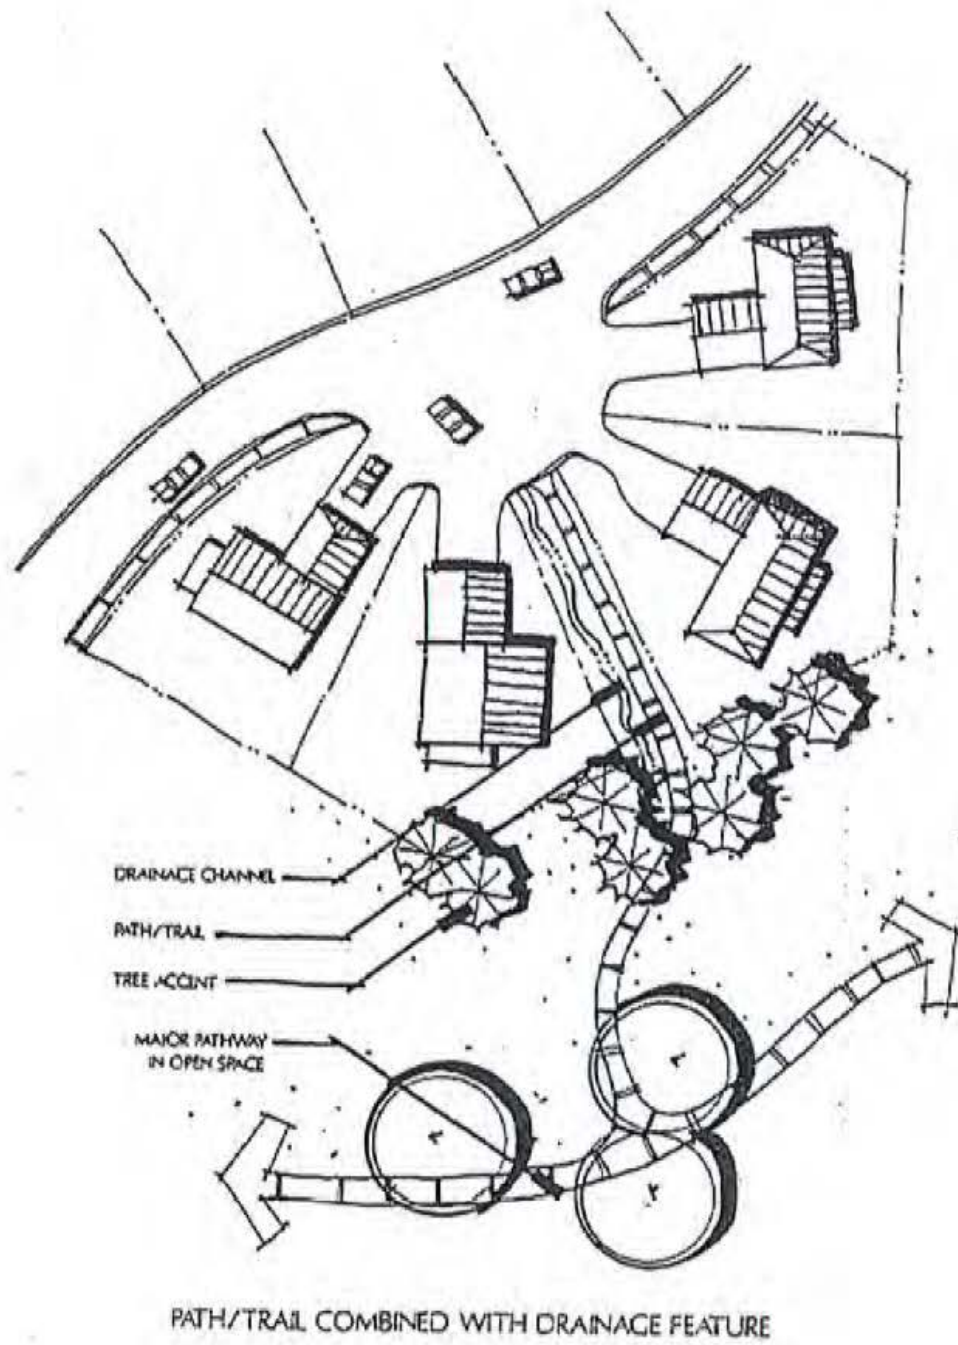 DRAINAGE CHANNEL
PATH/TRAIL
TREE ACCENT
MAJOR PATHWAY
IN OPEN SPACE
PATH/TRAIL COMBINED WITH DRAINAGE FEATURE